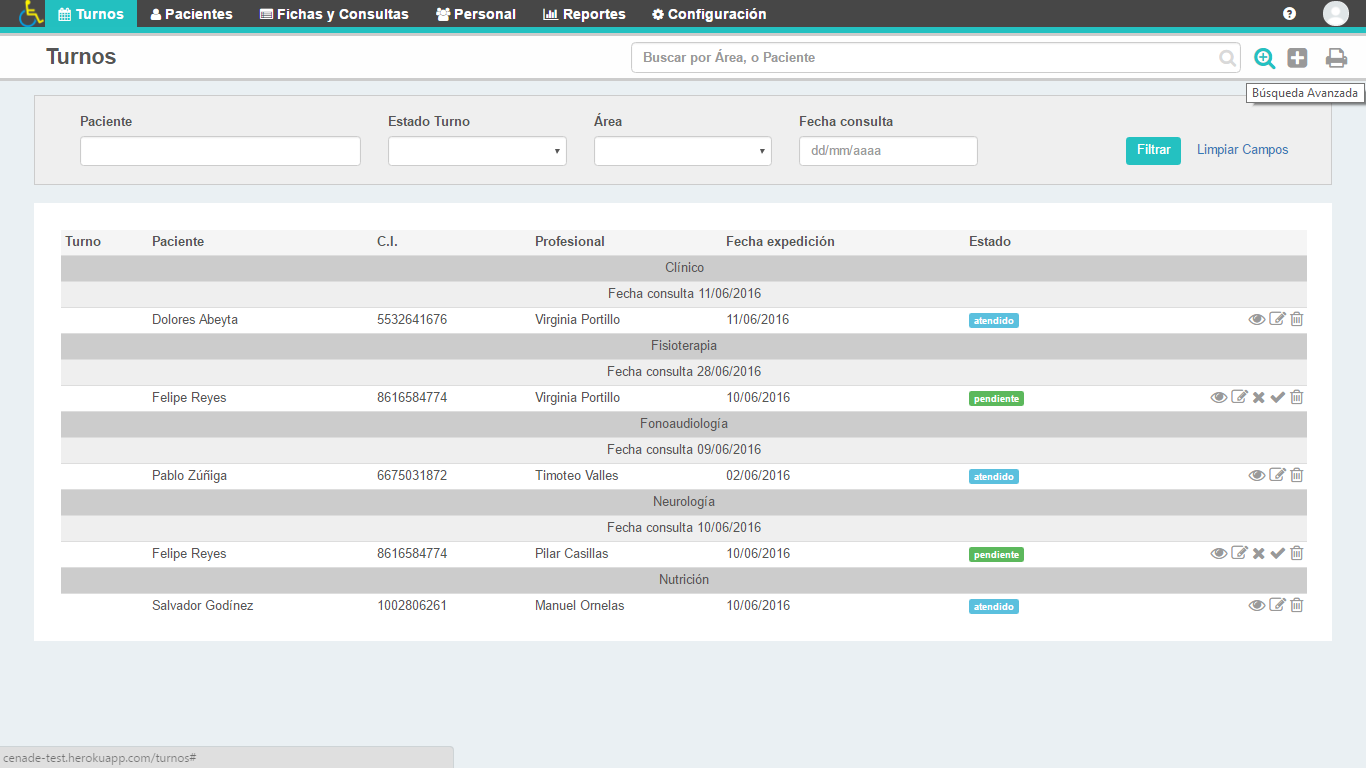 Turnos Pacientes Fichas y Consultas Personal Reportes Configuración
Turnos
Buscar por Área, o Paciente
Búsqueda Avanzada
Paciente Estado Turno Área Fecha consulta
dd/mm/aaaa
Filtrar Limpiar Campos
Turno Paciente C.I. Profesional Fecha expedición Estado
Clínico
Fecha consulta 11/06/2016
Dolores Abeyta 5532641676 Virginia Portillo 11/06/2016 atendido
Fisioterapia
Fecha consulta 28/06/2016
Felipe Reyes 8616584774 Virginia Portillo 10/06/2016 pendiente
Fonoaudiología
Fecha consulta 09/06/2016
Pablo Zúñiga 6675031872 Timoteo Valles 02/06/2016 atendido
Neurología
Fecha consulta 10/06/2016
Felipe Reyes 8616584774 Pilar Casillas 10/06/2016 pendiente
Nutrición
Salvador Godínez 1002806261 Manuel Ornelas 10/06/2016 atendido
cenade-test.herokuapp.com/turnos#